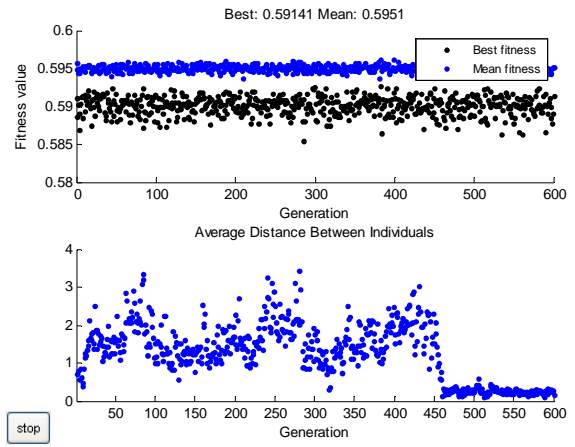 Best: 0.59141 Mean: 0.5951
0.6
0.595
0.59
0.585
0.58
Fitness value
Best fitness
Mean fitness
0 100 200 300 400 500 600
Generation
Average Distance Between Individuals
4
3
2
1
0
50 100 150 200 250 300 350 400 450 500 550 600
Generation
stop